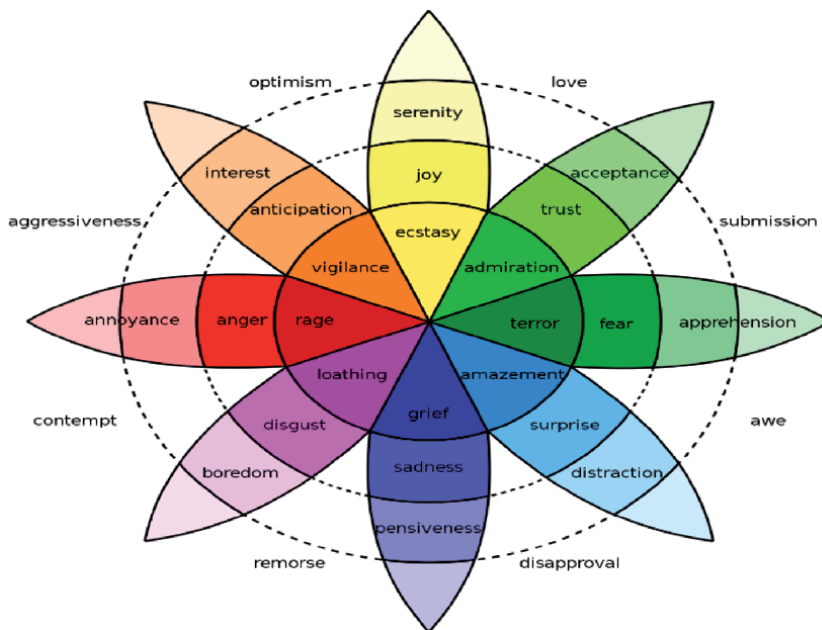 optimism
love
serenity
interest
acceptance
joy
anticipation
trust
aggressiveness
submission
ecstasy
vigilance
admiration
annoyance
anger
rage
terror
fear
apprehension
loathing
amazement
contempt
grief
awe
disgust
surprise
boredom
sadness
distraction
pensiveness
remorse
disapproval